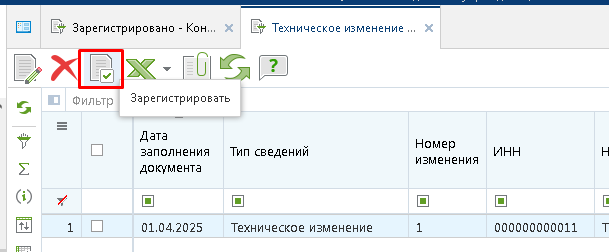 Зарегистрировано - Кон...
Техническое изменение ...
Зарегистрировать
Фильтр
Дата заполнения документа
Тип сведений
Номер изменения
ИНН
Н
1
01.04.2025
Техническое изменение
1
000000000011
Т